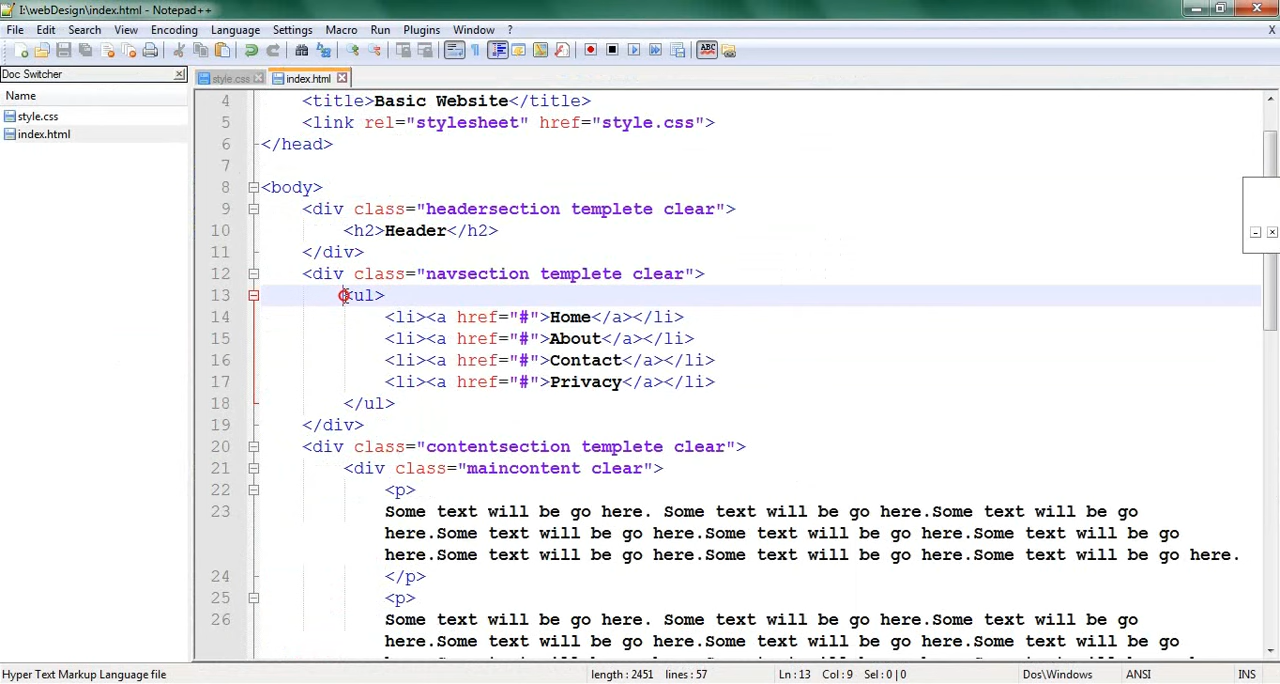 I:\webDesign\index.html - Notepad++
File Edit Search View Encoding Language Settings Macro Run Plugins Window ? X
Doc Switcher
style.css index.html
Name
style.css
index.html
4 <title>Basic Website</title>
5 <link rel="stylesheet" href="style.css">
6 </head>
7
8 <body>
9 <div class="headersection templete clear">
10 <h2>Header</h2>
11 </div>
12 <div class="navsection templete clear">
13 <ul>
14 <li><a href="#">Home</a></li>
15 <li><a href="#">About</a></li>
16 <li><a href="#">Contact</a></li>
17 <li><a href="#">Privacy</a></li>
18 </ul>
19 </div>
20 <div class="contentsection templete clear">
21 <div class="maincontent clear">
22 <p>
23 Some text will be go here. Some text will be go here.Some text will be go
here.Some text will be go here.Some text will be go here.Some text will be go
here.Some text will be go here.Some text will be go here.Some text will be go here.
24 </p>
25 <p>
26 Some text will be go here. Some text will be go here.Some text will be go
here.Some text will be go here.Some text will be go here.Some text will be go
Hyper Text Markup Language file length : 2451 lines : 57 Ln : 13 Col : 9 Sel : 0 | 0 Dos\Windows ANSI INS